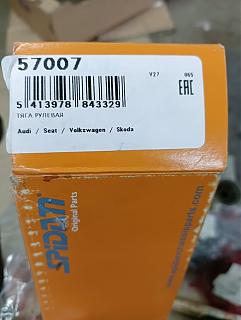 57007
V27 065
5 413978 843329
EAC
ТЯГА РУЛЕВАЯ
Audi / Seat / Volkswagen / Skoda
SPIDAN
Original Parts